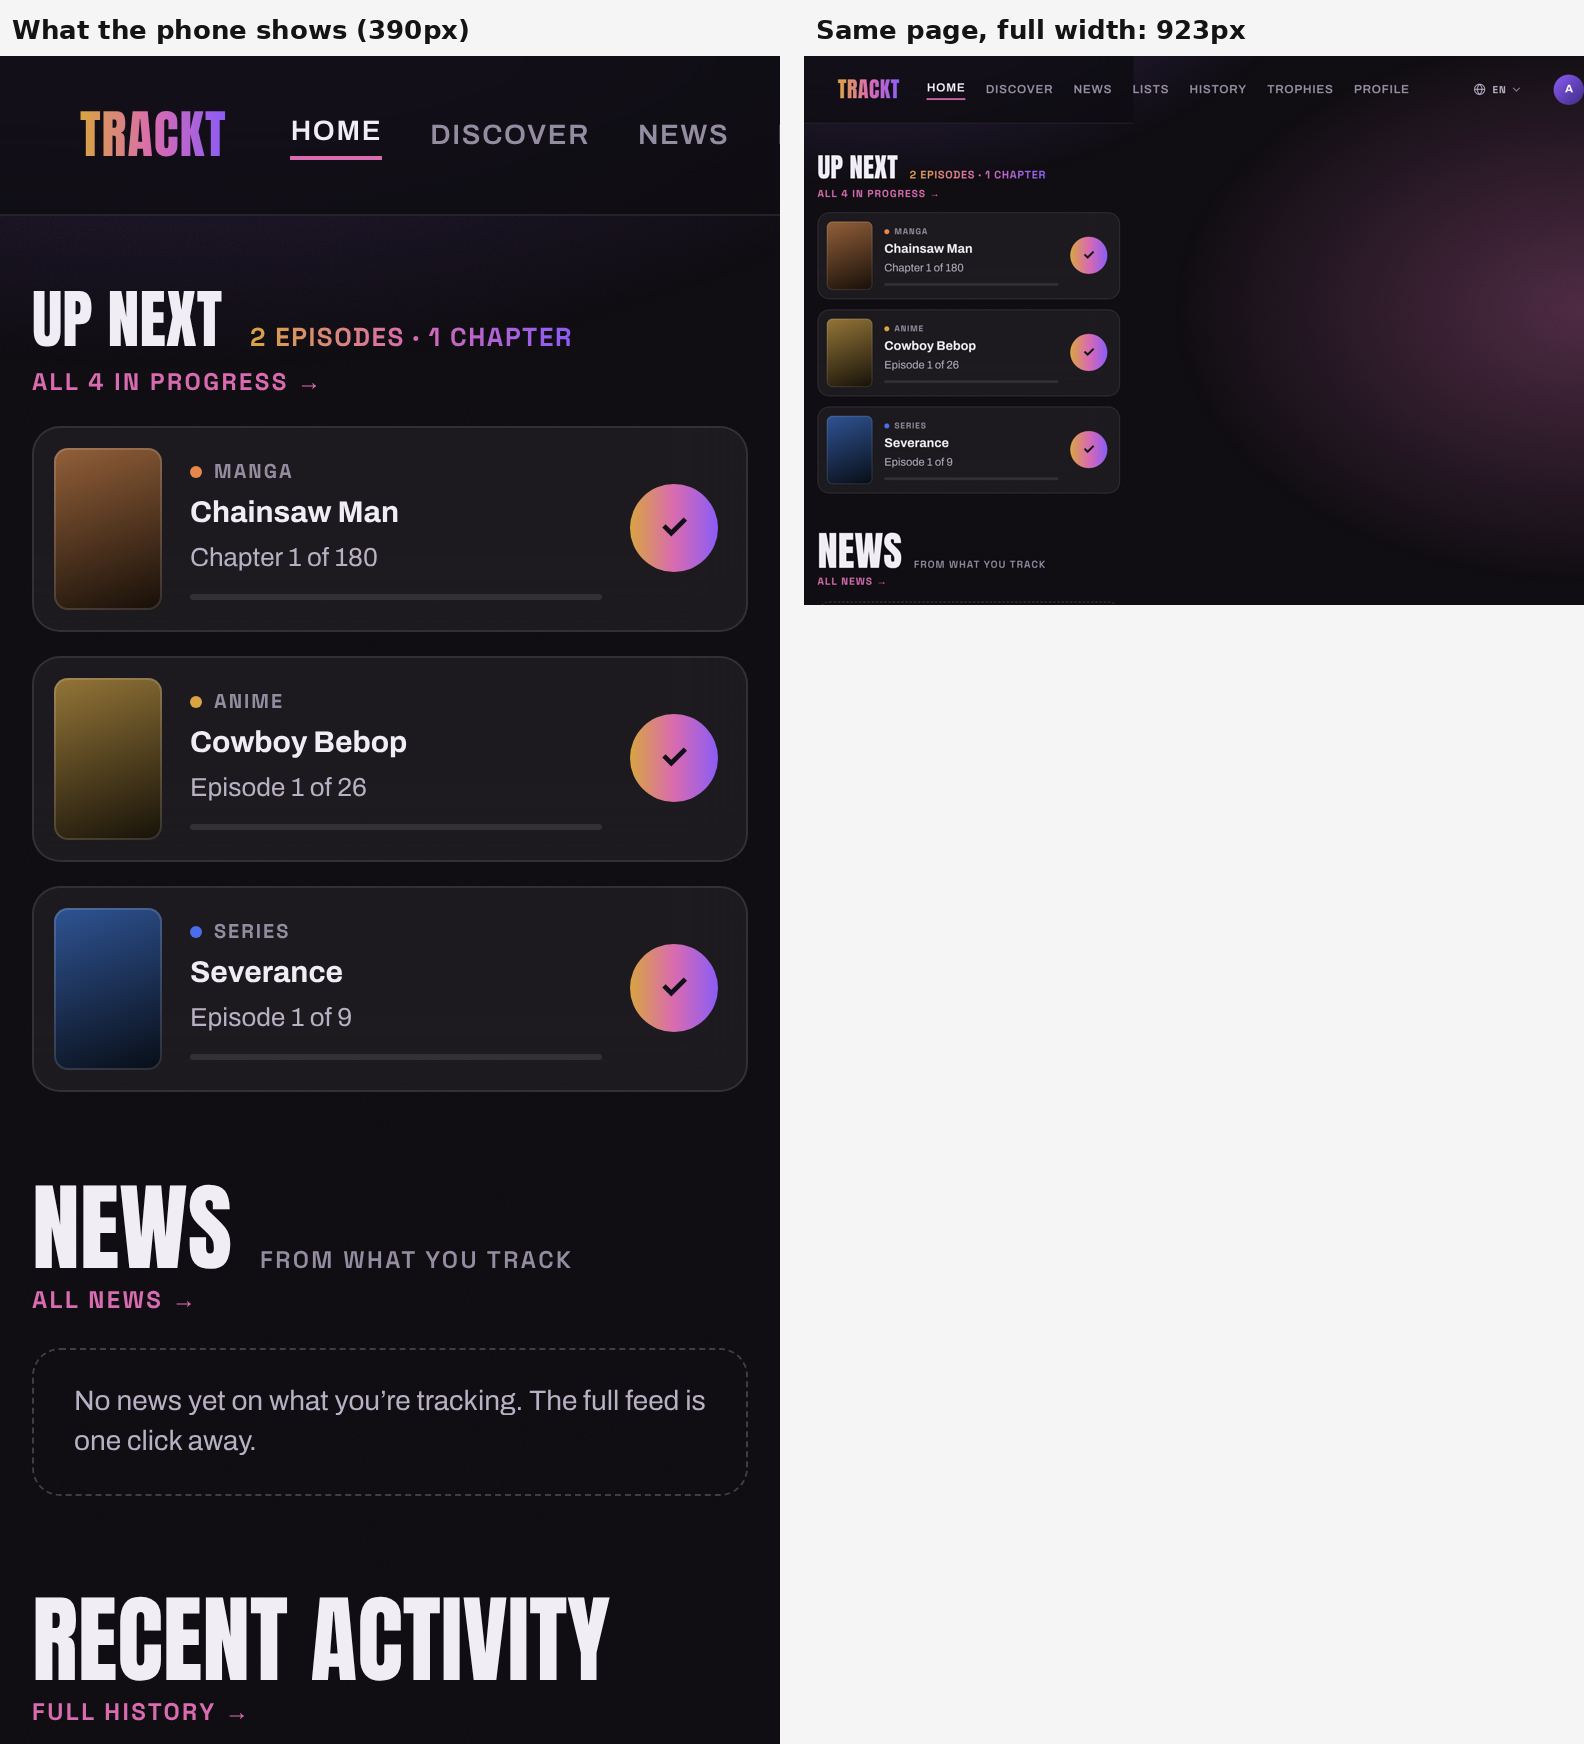 What the phone shows (390px)
TRACKT HOME DISCOVER NEWS
UP NEXT 2 EPISODES · 1 CHAPTER
ALL 4 IN PROGRESS →
MANGA
Chainsaw Man
Chapter 1 of 180
ANIME
Cowboy Bebop
Episode 1 of 26
SERIES
Severance
Episode 1 of 9
NEWS FROM WHAT YOU TRACK
ALL NEWS →
No news yet on what you’re tracking. The full feed is
one click away.
RECENT ACTIVITY
FULL HISTORY →
Same page, full width: 923px
TRACKT HOME DISCOVER NEWS LISTS HISTORY TROPHIES PROFILE EN A
UP NEXT 2 EPISODES · 1 CHAPTER
ALL 4 IN PROGRESS →
MANGA
Chainsaw Man
Chapter 1 of 180
ANIME
Cowboy Bebop
Episode 1 of 26
SERIES
Severance
Episode 1 of 9
NEWS FROM WHAT YOU TRACK
ALL NEWS →